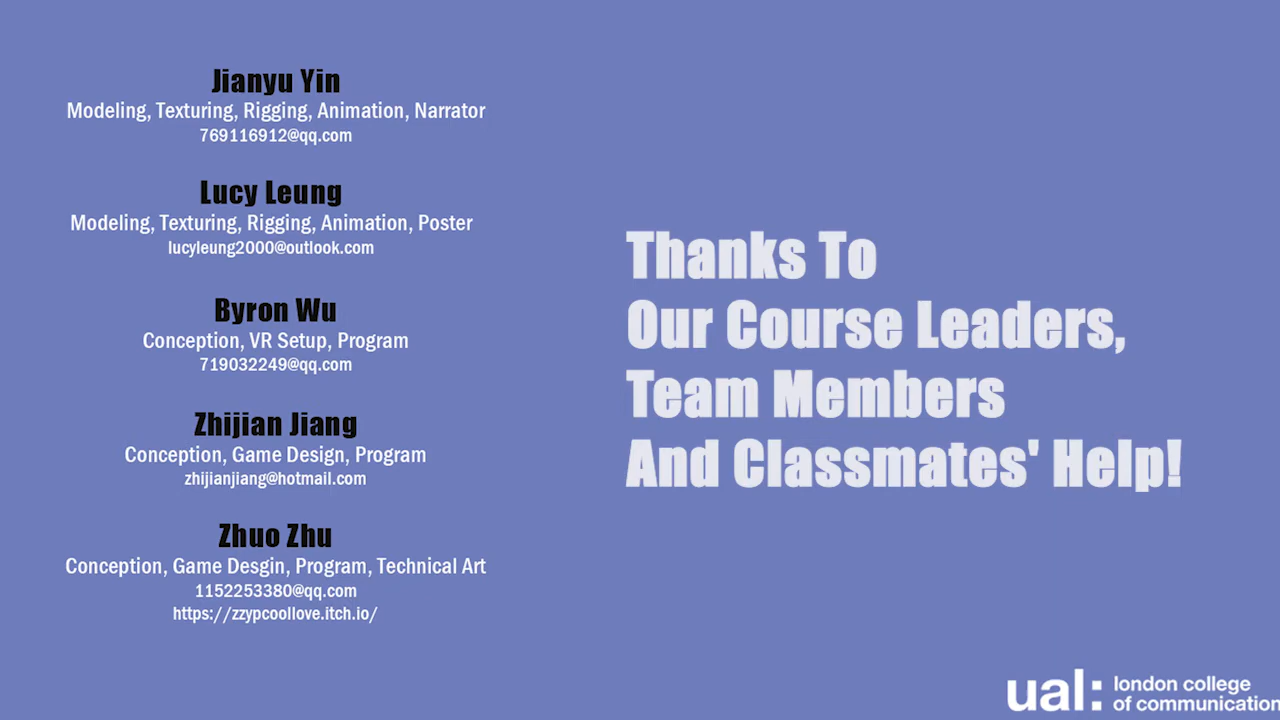 Jianyu Yin
Modeling, Texturing, Rigging, Animation, Narrator
769116912@qq.com
Lucy Leung
Modeling, Texturing, Rigging, Animation, Poster
lucyleung2000@outlook.com
Byron Wu
Conception, VR Setup, Program
719032249@qq.com
Zhijian Jiang
Conception, Game Design, Program
zhijianjiang@hotmail.com
Zhuo Zhu
Conception, Game Desgin, Program, Technical Art
1152253380@qq.com
https://zzypcoollove.itch.io/
Thanks To
Our Course Leaders,
Team Members
And Classmates' Help!
ual: london college
of communication